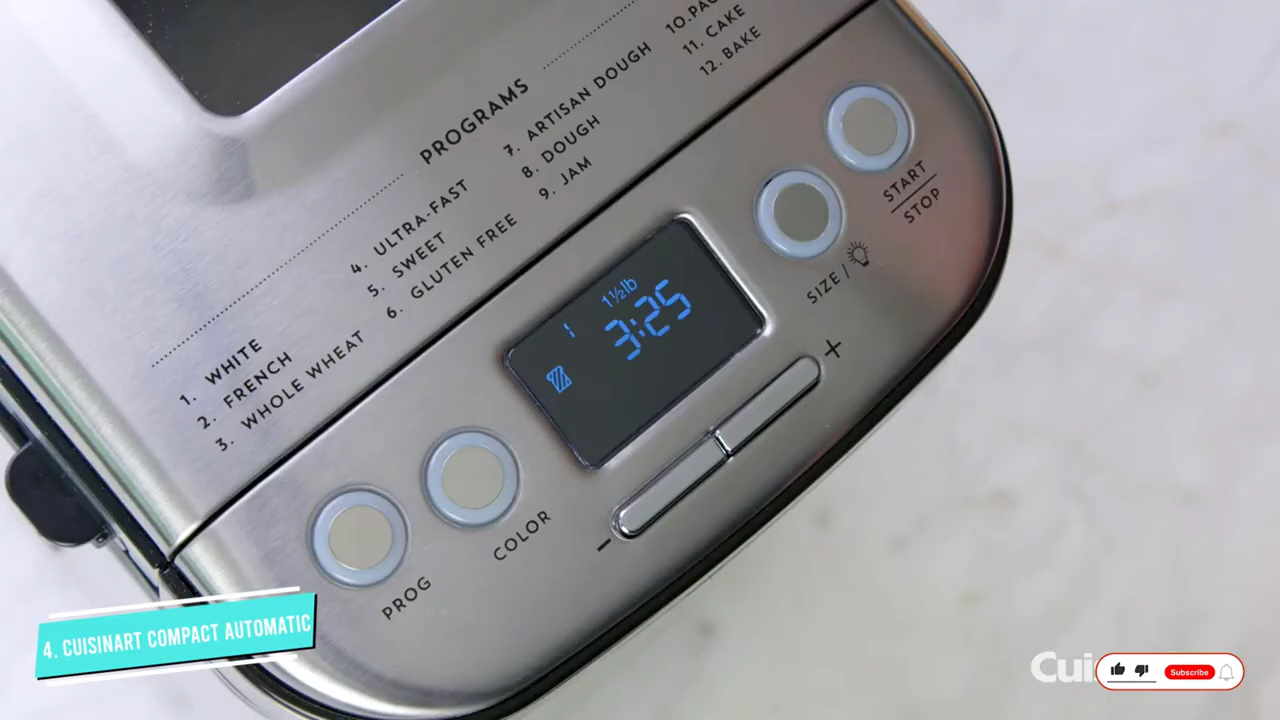 PROGRAMS
1. WHITE
2. FRENCH
3. WHOLE WHEAT
4. ULTRA-FAST
5. SWEET
6. GLUTEN FREE
7. ARTISAN DOUGH
8. DOUGH
9. JAM
10.
11. CAKE
12. BAKE
1
1½lb
3:25
START
STOP
SIZE /
+
-
COLOR
PROG
4. CUISINART COMPACT AUTOMATIC
Subscribe